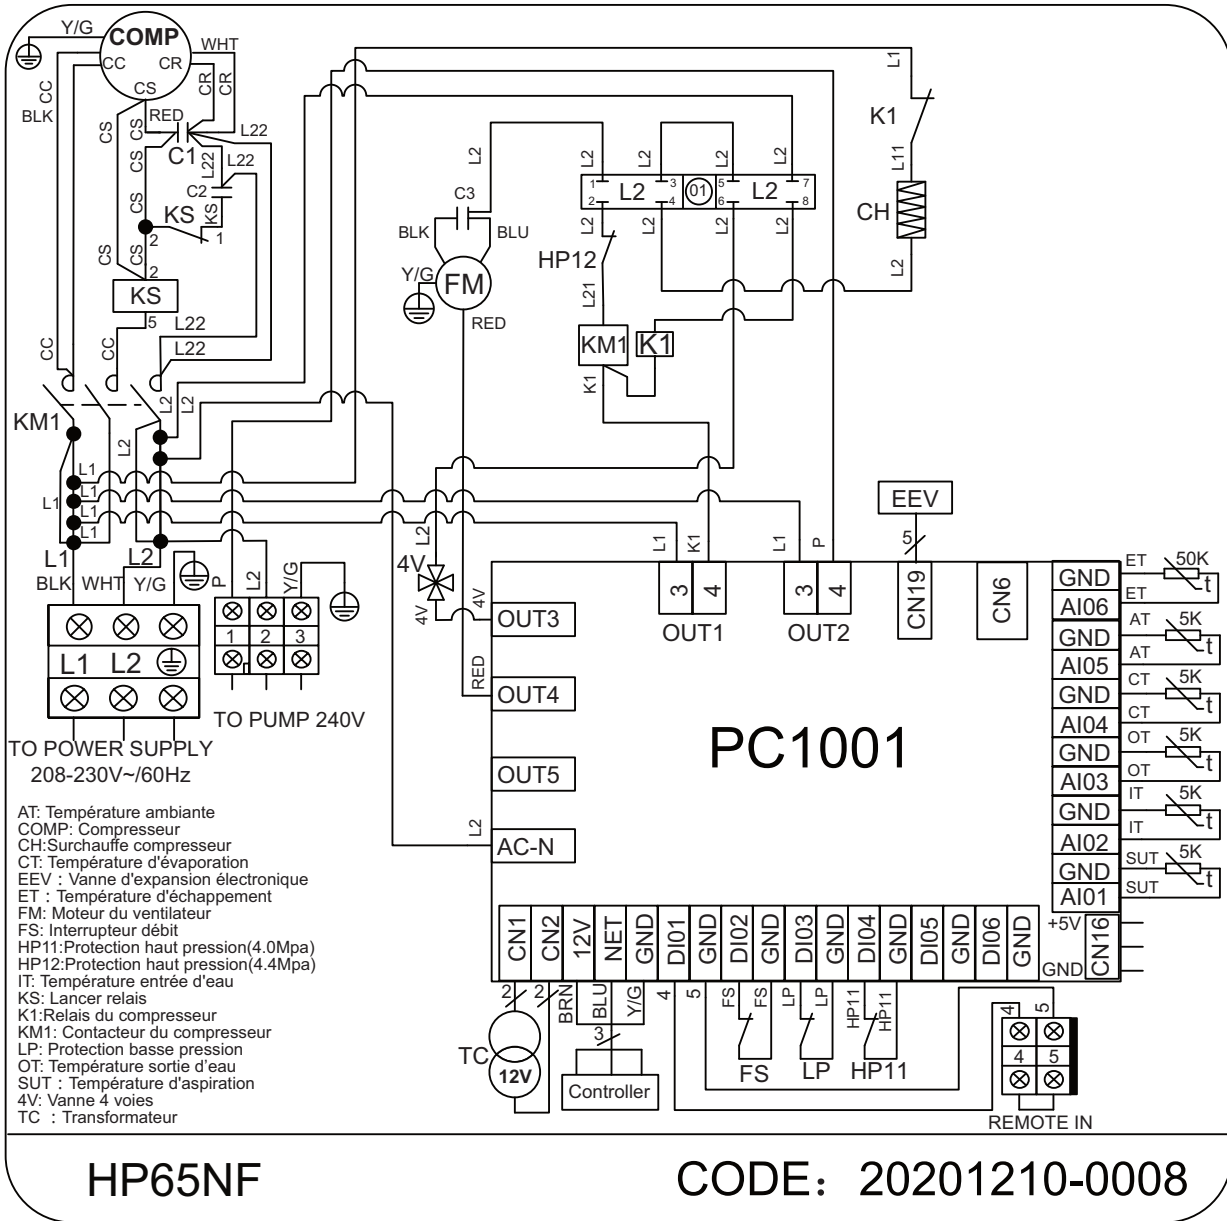 Y/G
COMP
WHT
CC
CR
CC
BLK
CS
CR
CR
RED
CS
CS
L22
C1
L22
L22
CS
C2
KS
KS
CS
2
1
CS
CS
2
KS
5
L22
L22
CC
CC
L2
L2
KM1
L2
L1
L1
L1
L1
L1
L1
L2
BLK
WHT
Y/G
P
L2
Y/G
L1
L2
1
2
3
TO PUMP 240V
TO POWER SUPPLY
208-230V~/60Hz
L2
C3
BLK
BLU
Y/G
FM
RED
L2
L2
L2
L2
1
3
5
7
L2
01
L2
2
4
6
8
L2
L2
L2
L2
HP12
L21
KM1
K1
K1
L1
K1
L11
CH
L2
L2
4V
4V
4V
RED
L2
L1
K1
L1
P
EEV
5
OUT3
OUT4
OUT5
AC-N
3
4
OUT1
3
4
OUT2
CN19
CN6
PC1001
GND
AI06
GND
AI05
GND
AI04
GND
AI03
GND
AI02
GND
AI01
ET
50K
t
ET
AT
5K
t
AT
CT
5K
t
CT
OT
5K
t
OT
IT
5K
t
IT
SUT
5K
t
SUT
+5V
CN16
GND
CN1
CN2
12V
NET
GND
DI01
GND
DI02
GND
DI03
GND
DI04
GND
DI05
GND
DI06
GND
2
2
BRN
BLU
Y/G
4
5
FS
FS
LP
LP
HP11
HP11
4
5
3
TC
12V
Controller
FS
LP
HP11
4
5
REMOTE IN
AT: Température ambiante
COMP: Compresseur
CH:Surchauffe compresseur
CT: Température d'évaporation
EEV : Vanne d'expansion électronique
ET : Température d'échappement
FM: Moteur du ventilateur
FS: Interrupteur débit
HP11:Protection haut pression(4.0Mpa)
HP12:Protection haut pression(4.4Mpa)
IT: Température entrée d'eau
KS: Lancer relais
K1:Relais du compresseur
KM1: Contacteur du compresseur
LP: Protection basse pression
OT: Température sortie d'eau
SUT : Température d'aspiration
4V: Vanne 4 voies
TC : Transformateur
HP65NF
CODE: 20201210-0008